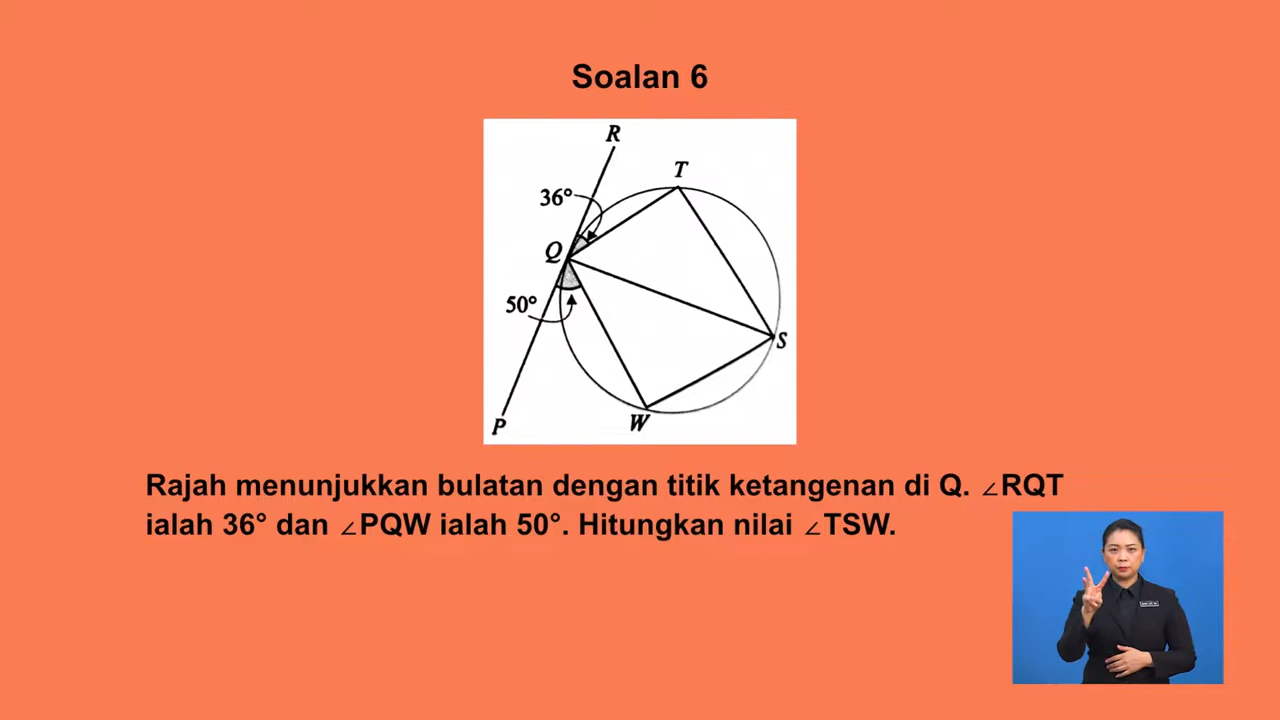 Soalan 6
R
T
36°
Q
50°
S
W
P
Rajah menunjukkan bulatan dengan titik ketangenan di Q. ∠RQT
ialah 36° dan ∠PQW ialah 50°. Hitungkan nilai ∠TSW.